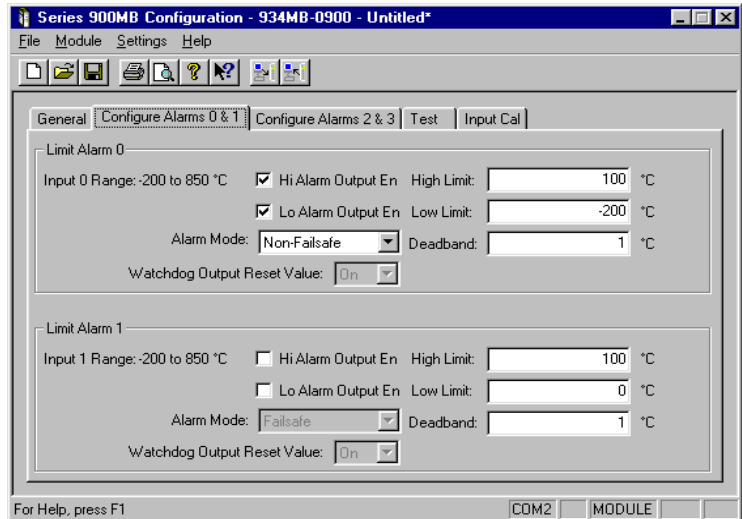 Series 900MB Configuration - 934MB-0900 - Untitled*
File Module Settings Help
General Configure Alarms 0 & 1 Configure Alarms 2 & 3 Test Input Cal
Limit Alarm 0
Input 0 Range: -200 to 850 °C Hi Alarm Output En High Limit: 100 °C
Lo Alarm Output En Low Limit: -200 °C
Alarm Mode: Non-Failsafe Deadband: 1 °C
Watchdog Output Reset Value: On
Limit Alarm 1
Input 1 Range: -200 to 850 °C Hi Alarm Output En High Limit: 100 °C
Lo Alarm Output En Low Limit: 0 °C
Alarm Mode: Failsafe Deadband: 1 °C
Watchdog Output Reset Value: On
For Help, press F1 COM2 MODULE